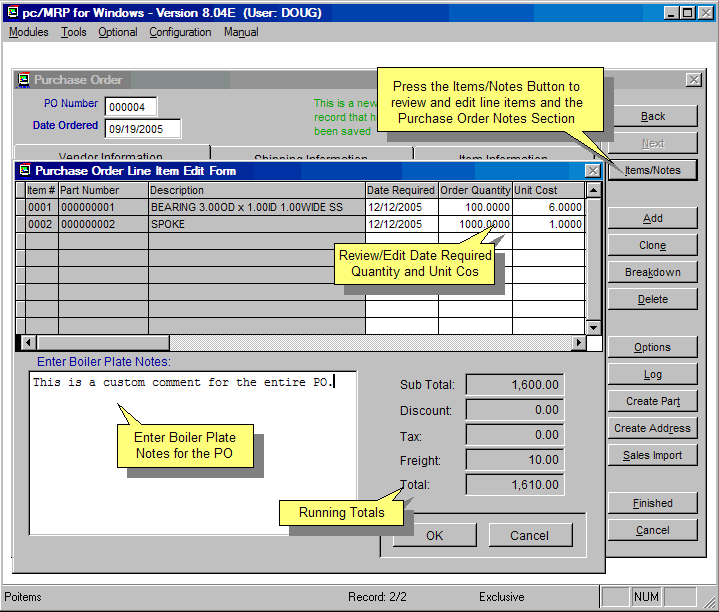 pc/MRP for Windows - Version 8.04E (User: DOUG)
Modules Tools Optional Configuration Manual
Purchase Order
PO Number 000004
Date Ordered 09/19/2005
This is a new
record that h
been saved
Press the Items/Notes Button to
review and edit line items and the
Purchase Order Notes Section
Back
Next
Items/Notes
Add
Clone
Breakdown
Delete
Options
Log
Create Part
Create Address
Sales Import
Finished
Cancel
Vendor Information Shipping Information Item Information
Purchase Order Line Item Edit Form
Item # Part Number Description Date Required Order Quantity Unit Cost
0001 000000001 BEARING 3.00OD x 1.00ID 1.00WIDE SS 12/12/2005 100.0000 6.0000
0002 000000002 SPOKE 12/12/2005 1000.0000 1.0000
Review/Edit Date Required
Quantity and Unit Cos
Enter Boiler Plate Notes:
This is a custom comment for the entire PO.
Enter Boiler Plate
Notes for the PO
Sub Total: 1,600.00
Discount: 0.00
Tax: 0.00
Freight: 10.00
Total: 1,610.00
Running Totals
OK Cancel
Poitems Record: 2/2 Exclusive NUM